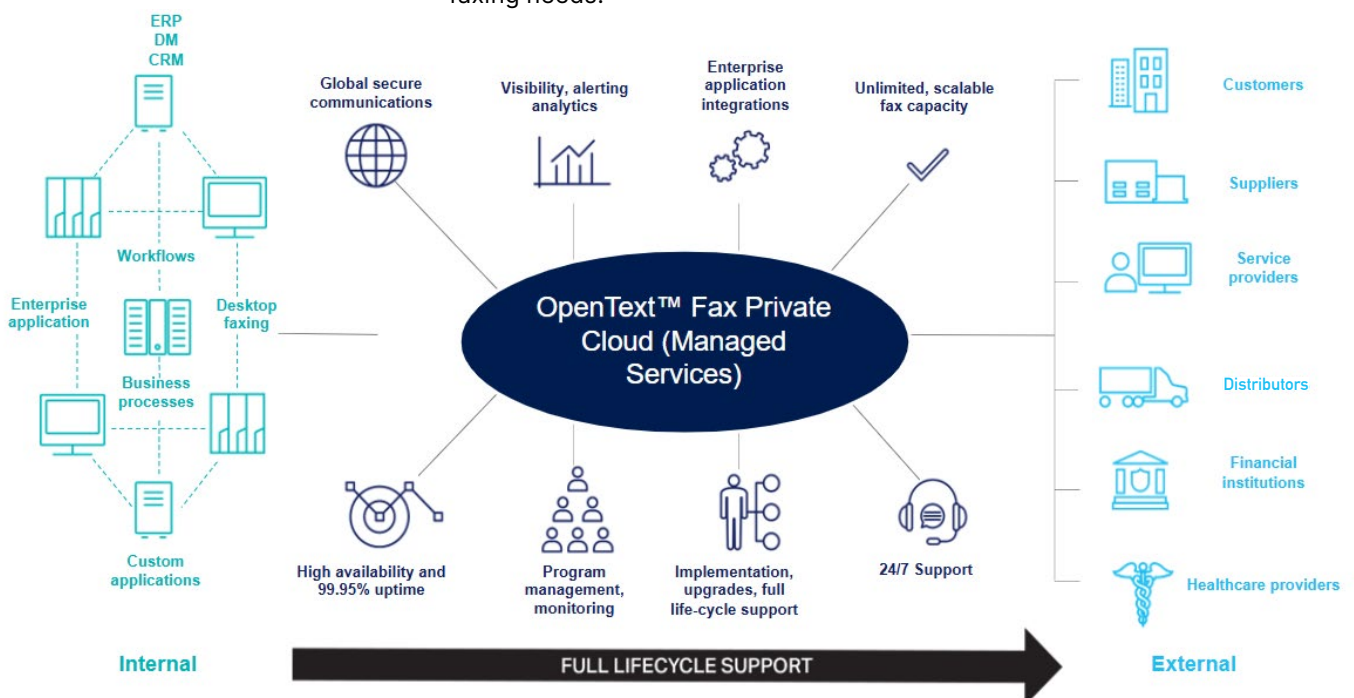 faxing needs.
ERP
DM
CRM
Workflows
Enterprise
application
Desktop
faxing
Business
processes
Custom
applications
Internal
Global secure
communications
Visibility, alerting
analytics
Enterprise
application
integrations
Unlimited, scalable
fax capacity
OpenText™ Fax Private
Cloud (Managed
Services)
High availability and
99.95% uptime
Program
management,
monitoring
Implementation,
upgrades, full
life-cycle support
24/7 Support
FULL LIFECYCLE SUPPORT
Customers
Suppliers
Service
providers
Distributors
Financial
institutions
Healthcare providers
External